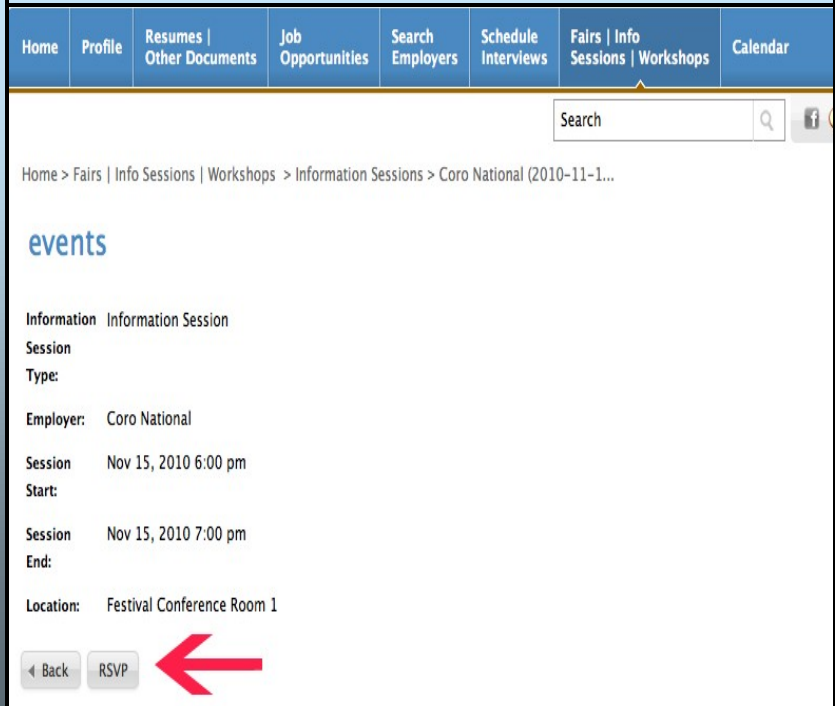 Home Profile Resumes | Other Documents Job Opportunities Search Employers Schedule Interviews Fairs | Info Sessions | Workshops Calendar
Search
Home > Fairs | Info Sessions | Workshops > Information Sessions > Coro National (2010-11-1...
events
Information Session Type: Information Session
Employer: Coro National
Session Start: Nov 15, 2010 6:00 pm
Session End: Nov 15, 2010 7:00 pm
Location: Festival Conference Room 1
Back RSVP